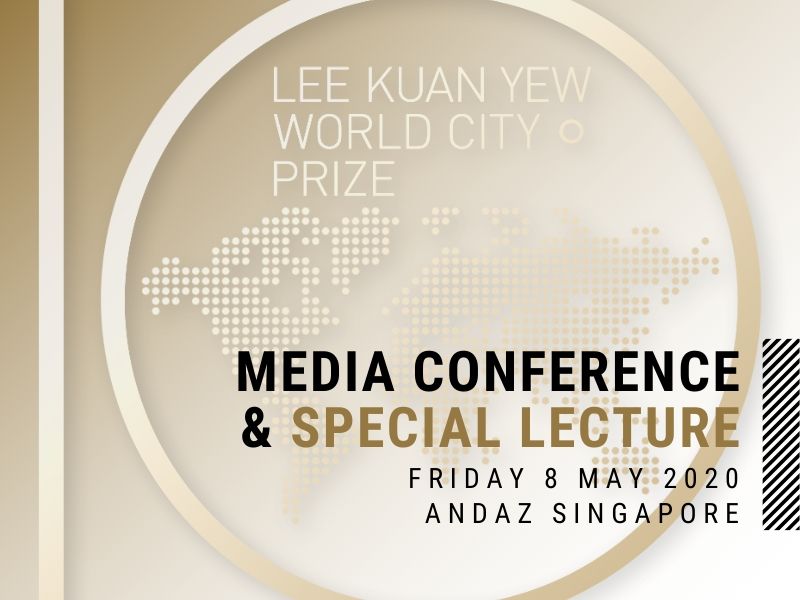 LEE KUAN YEW
WORLD CITY
PRIZE
MEDIA CONFERENCE
& SPECIAL LECTURE
FRIDAY 8 MAY 2020
ANDAZ SINGAPORE